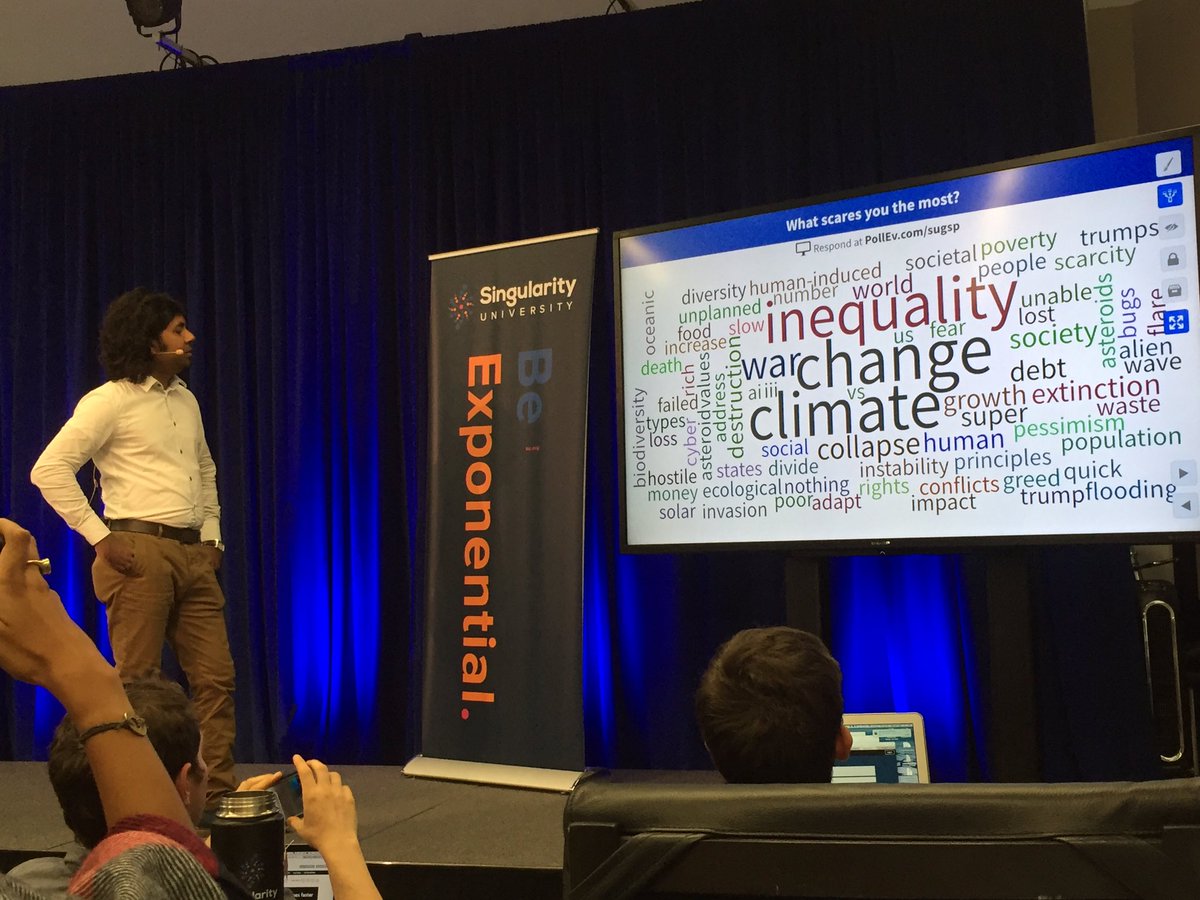 Singularity
UNIVERSITY
Be
Exponential.
What scares you the most?
Respond at PollEv.com/sugsp
societal poverty trumps
diversity human-induced people scarcity
oceanic unplanned number world
inequality unable asteroids bugs flare
food slow us fear lost
increase society
death rich war change debt alien
wave
destruction values address
ai iii vs
failed climate growth extinction
types super waste
loss cyber asteroid pessimism
biodiversity social collapse human population
hostile states divide instability principles quick
money ecological nothing rights conflicts greed
solar invasion poor adapt impact trump flooding